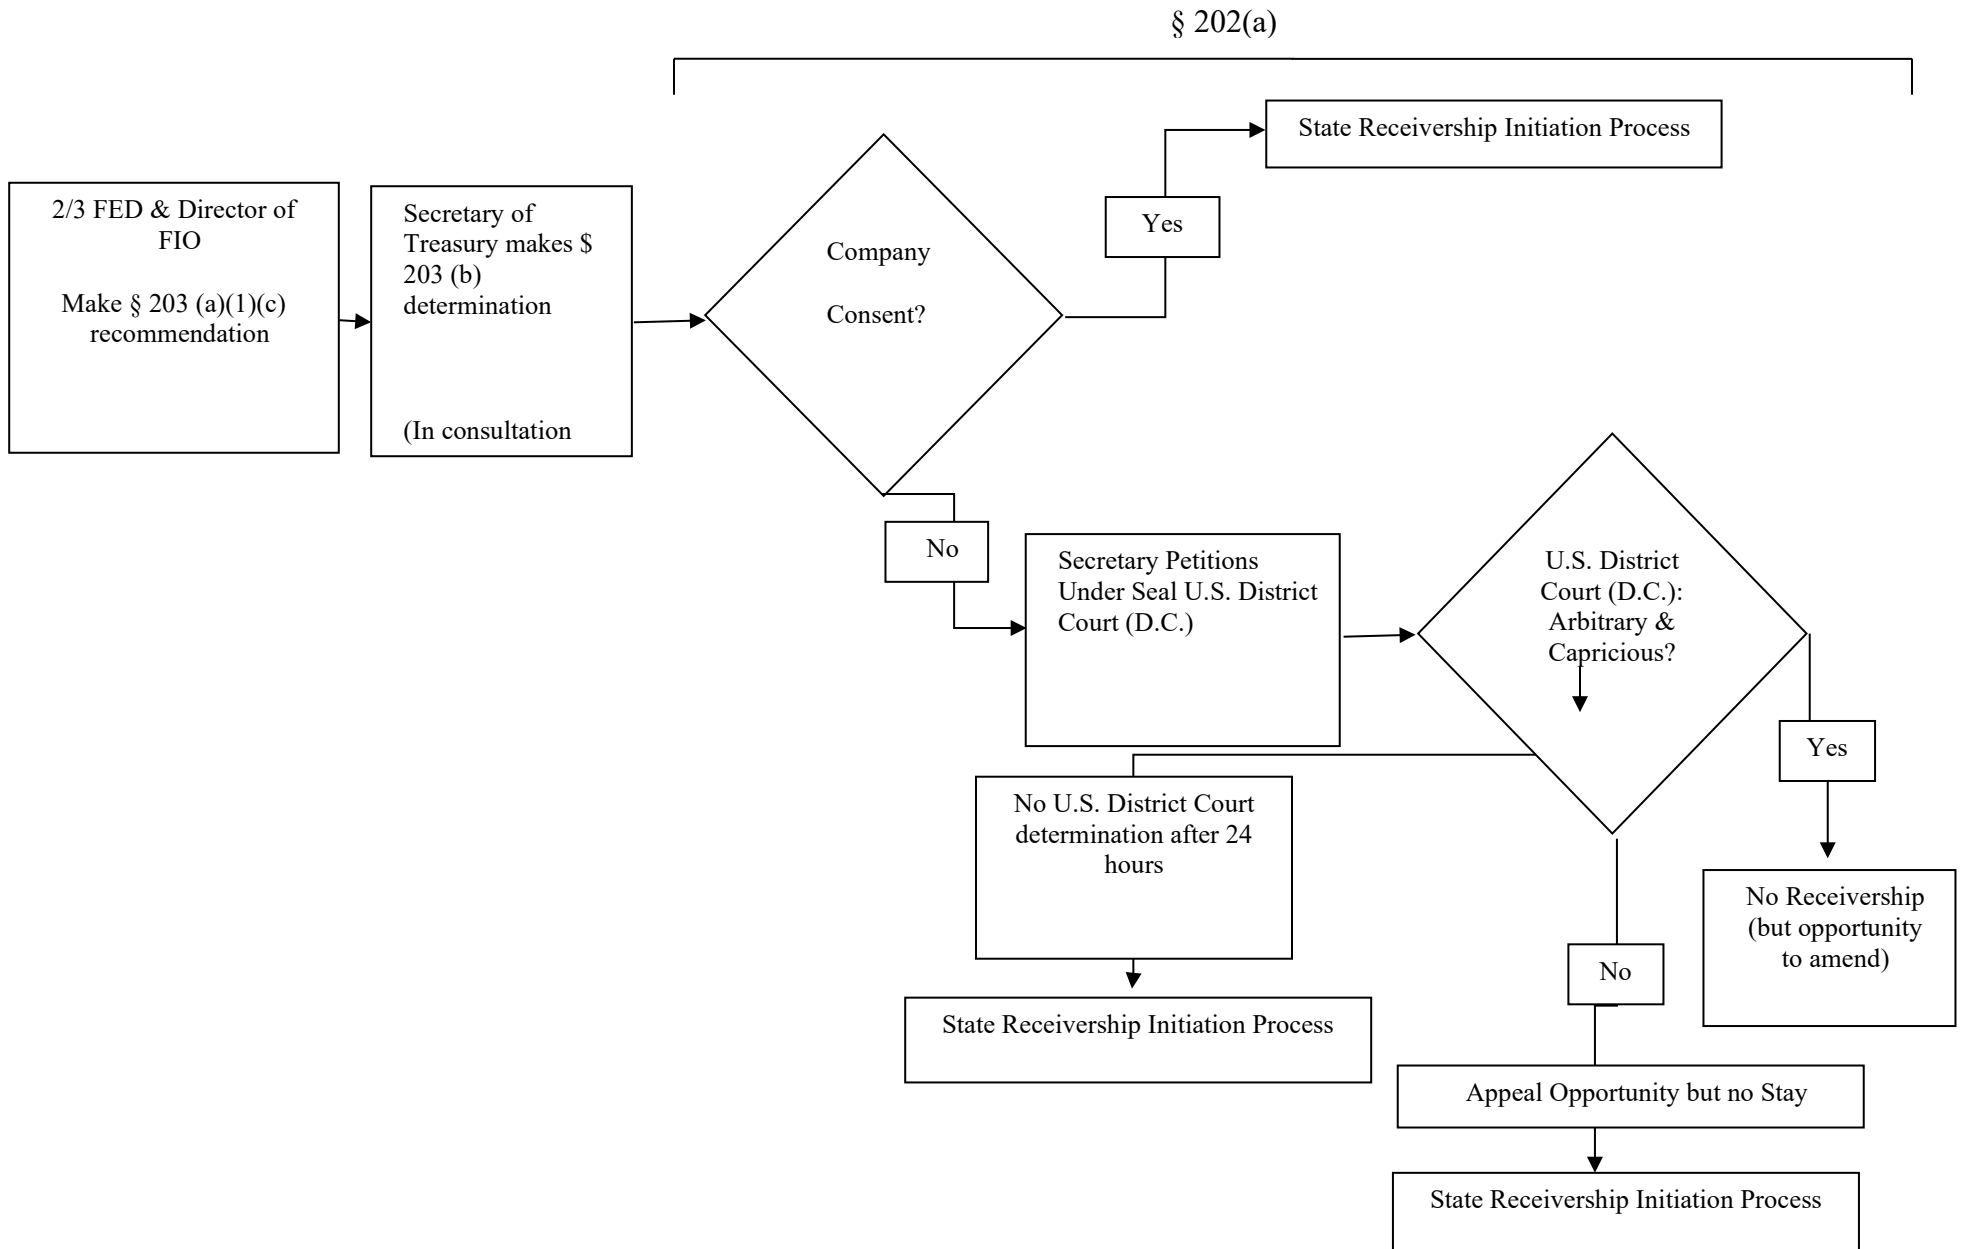 § 202(a)
State Receivership Initiation Process
2/3 FED & Director of
FIO
Make § 203 (a)(1)(c)
recommendation
Secretary of
Treasury makes $
203 (b)
determination
(In consultation
Company
Consent?
Yes
No
Secretary Petitions
Under Seal U.S. District
Court (D.C.)
U.S. District
Court (D.C.):
Arbitrary &
Capricious?
Yes
No U.S. District Court
determination after 24
hours
No Receivership
(but opportunity
to amend)
No
State Receivership Initiation Process
Appeal Opportunity but no Stay
State Receivership Initiation Process